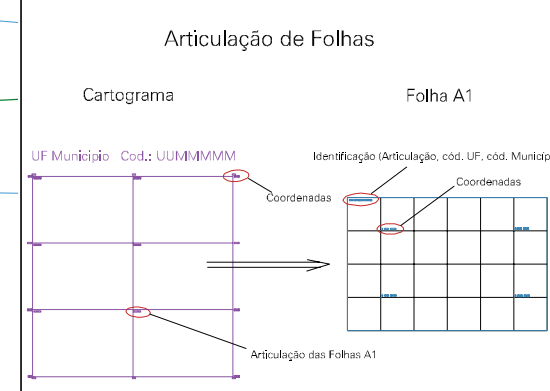 Articulação de Folhas
Cartograma
Folha A1
UF Municipio Cod.: UUMMMMM
Identificação (Articulação, cód. UF, cód. Municíp
Coordenadas
Coordenadas
Articulação das Folhas A1